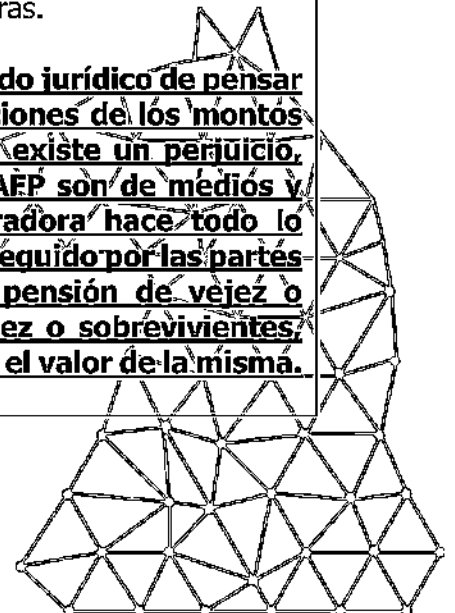 ras.
do jurídico de pensar
ciones de los montos
existe un perjuicio,
AFP son de medios y
radora hace todo lo
eguido por las partes
pensión de vejez o
ez o sobrevivientes,
el valor de la misma.